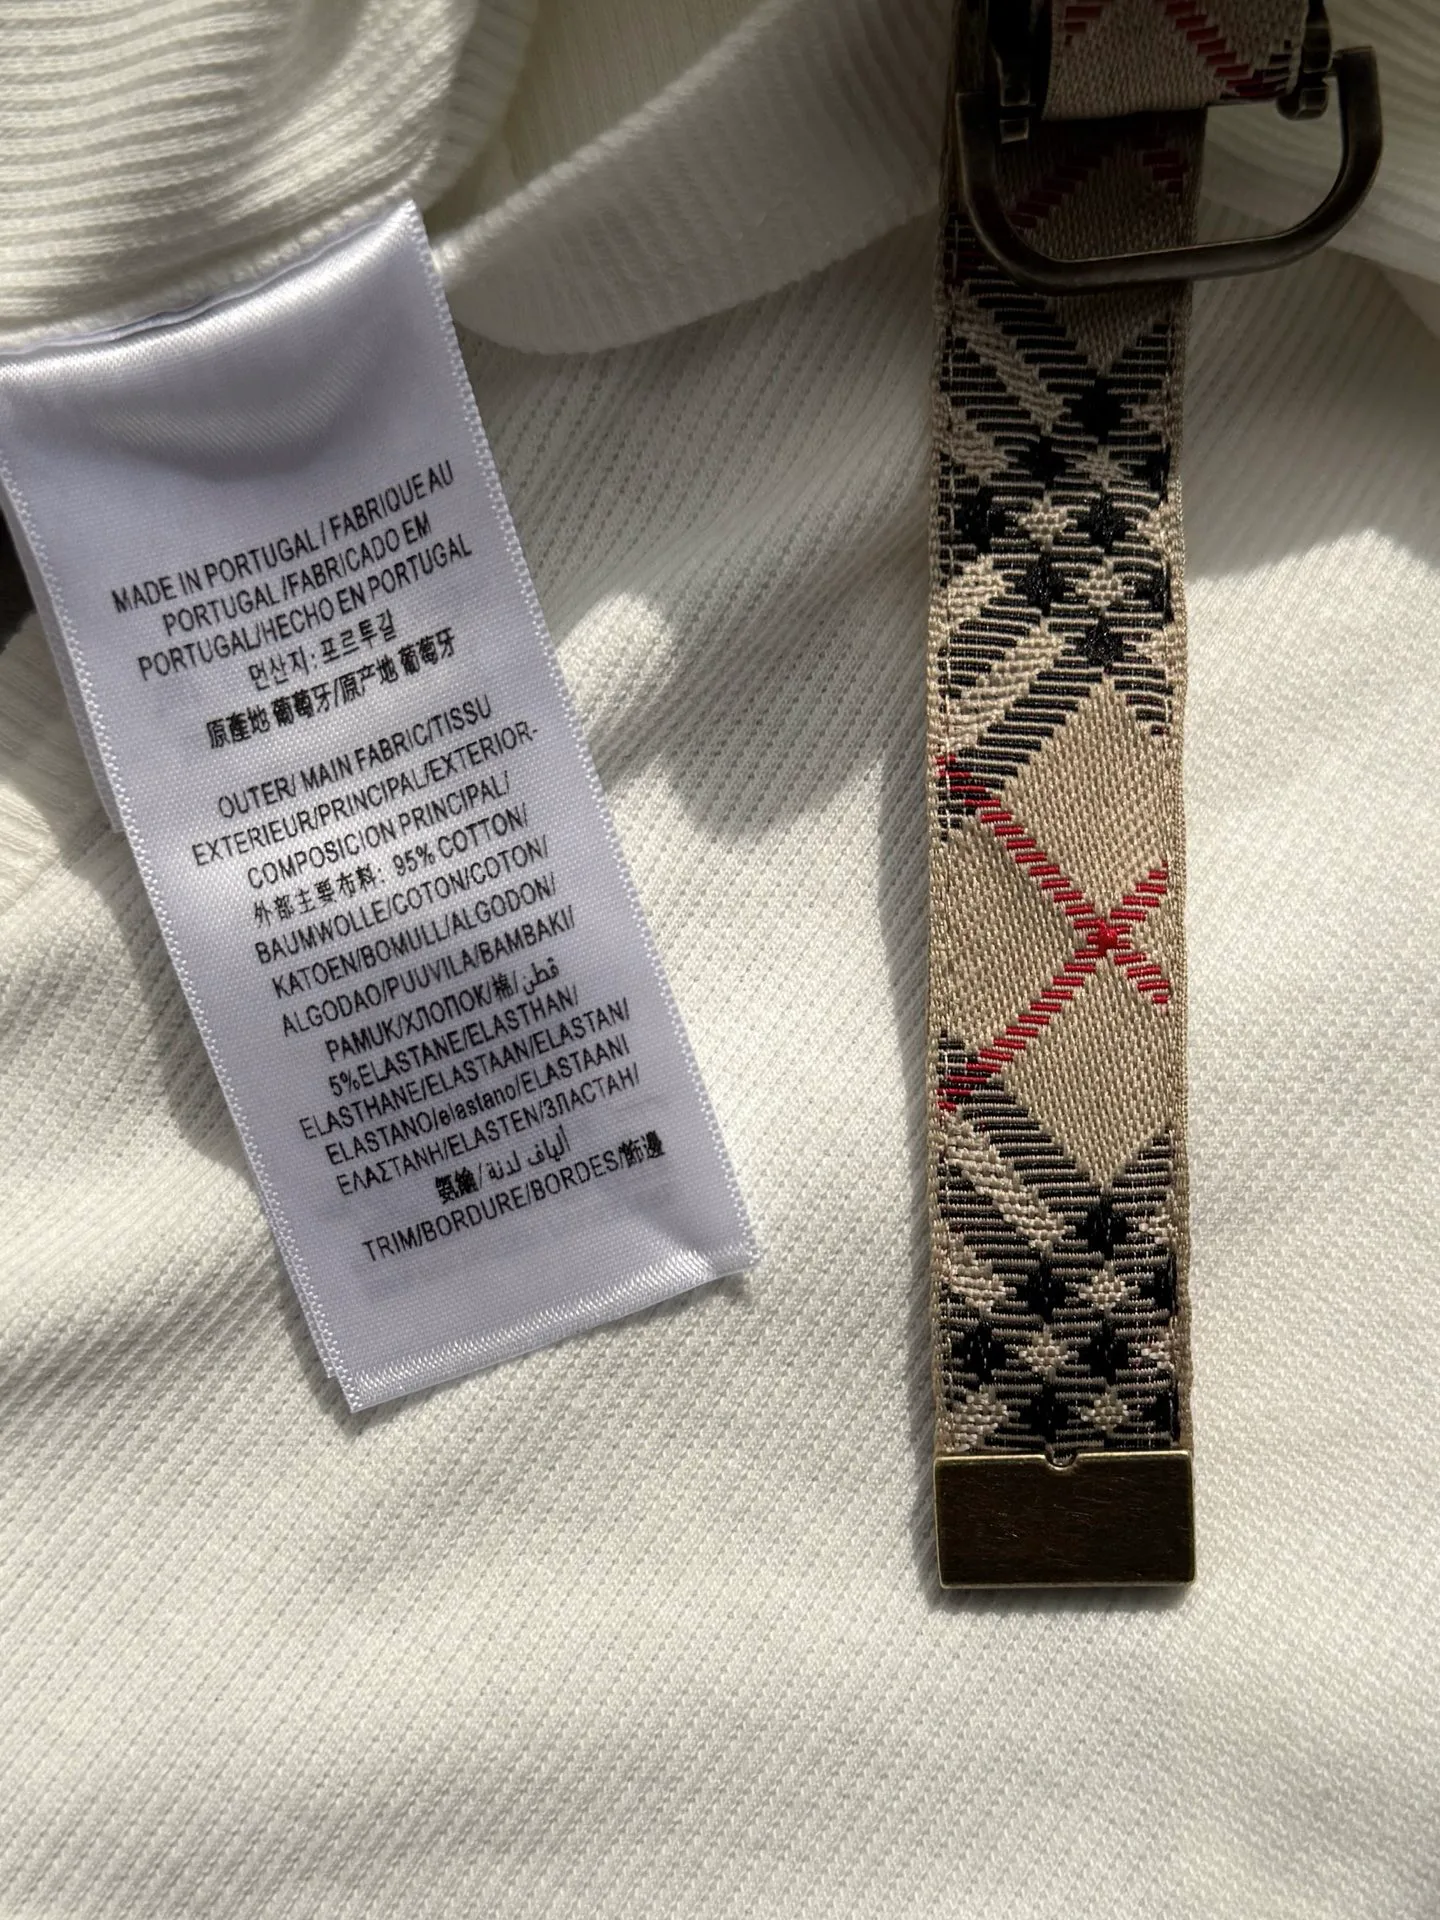 MADE IN PORTUGAL / FABRIQUE AU
PORTUGAL /FABRICADO EM
PORTUGAL/HECHO EN PORTUGAL
먼산지: 포르투갈
原產地 葡萄牙/原产地 葡萄牙
OUTER/ MAIN FABRIC/TISSU
EXTERIEUR/PRINCIPAL/EXTERIOR-
COMPOSICION PRINCIPAL/
外部主要布料: 95% COTTON/
BAUMWOLLE/COTON/COTON/
KATOEN/BOMULL/ALGODON/
ALGODAO/PUUVILA/BAMBAKI/
PAMUK/ХЛОПОК/棉/قطن/
5%ELASTANE/ELASTHAN/
ELASTHANE/ELASTAAN/ELASTAN/
ELASTANO/elastano/ELASTAANI
ΕΛΑΣΤΑΝΗ/ELASTEN/ЭЛАСТАН/
氨綸/ألياف لدنة/
TRIM/BORDURE/BORDES/飾邊